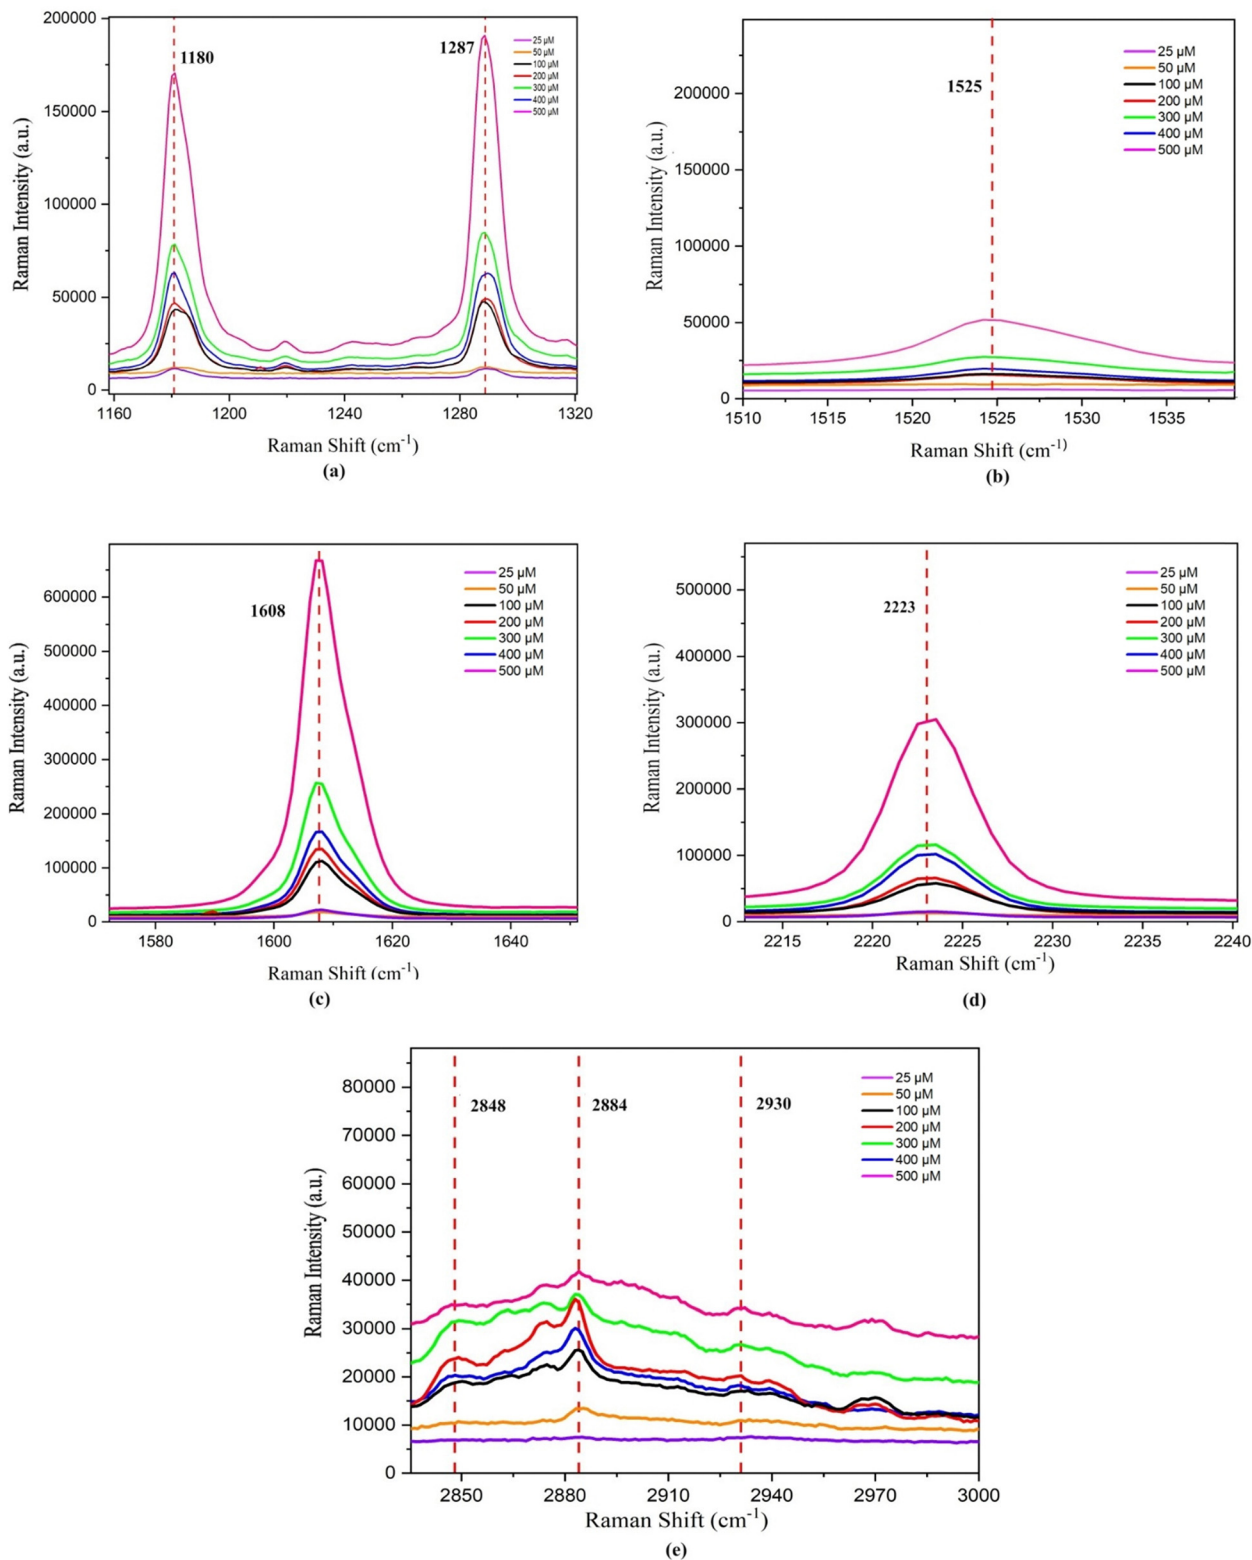 200000
150000
100000
50000
0
1160
1200
1240
1280
1320
1180
1287
25 µM
50 µM
100 µM
200 µM
300 µM
400 µM
500 µM
Raman Intensity (a.u.)
Raman Shift (cm⁻¹)
(a)
200000
150000
100000
50000
0
1510
1515
1520
1525
1530
1535
1525
25 µM
50 µM
100 µM
200 µM
300 µM
400 µM
500 µM
Raman Intensity (a.u.)
Raman Shift (cm⁻¹)
(b)
600000
500000
400000
300000
200000
100000
0
1580
1600
1620
1640
1608
25 µM
50 µM
100 µM
200 µM
300 µM
400 µM
500 µM
Raman Intensity (a.u.)
Raman Shift (cm⁻¹)
(c)
500000
400000
300000
200000
100000
0
2215
2220
2225
2230
2235
2240
2223
25 µM
50 µM
100 µM
200 µM
300 µM
400 µM
500 µM
Raman Intensity (a.u.)
Raman Shift (cm⁻¹)
(d)
80000
70000
60000
50000
40000
30000
20000
10000
0
2850
2880
2910
2940
2970
3000
2848
2884
2930
25 µM
50 µM
100 µM
200 µM
300 µM
400 µM
500 µM
Raman Intensity (a.u.)
Raman Shift (cm⁻¹)
(e)